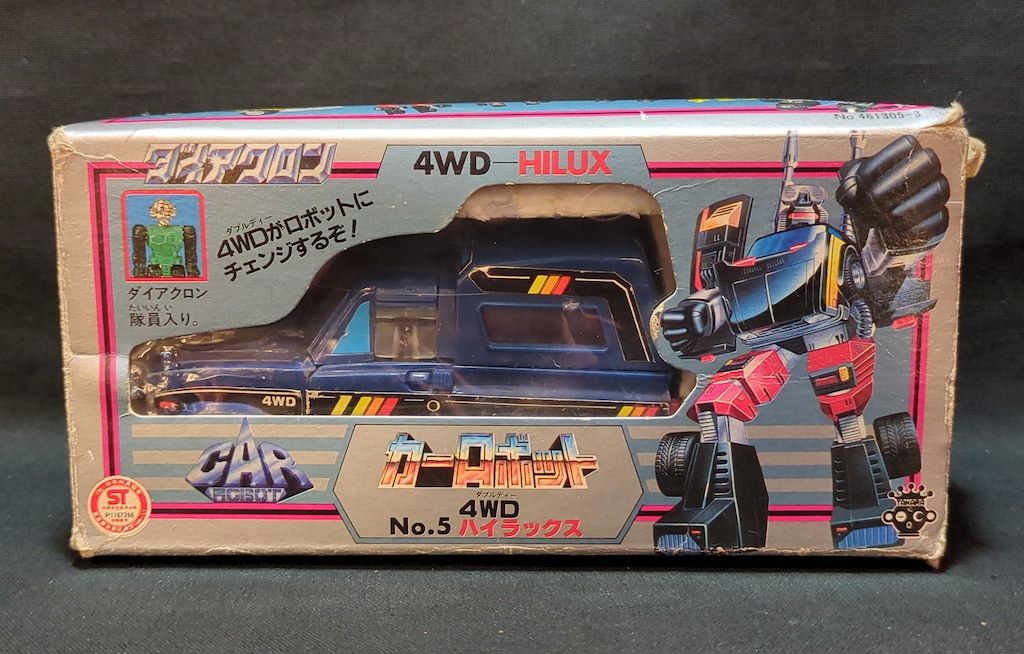 No.461305-3
ダイアクロン
4WD-HILUX
ダブルディー
4WDがロボットに
チェンジするぞ!
ダイアクロン
たいいんい
隊員入り。
4WD
CAR
ROBOT
カーロボット
ダブルディー
4WD
No.5 ハイラックス
ST
TAKARA